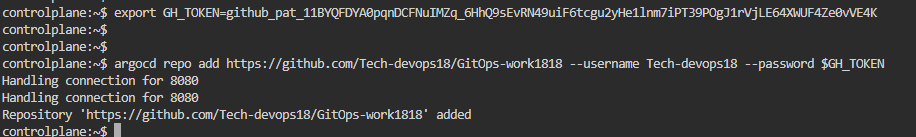 controlplane:~$ export GH_TOKEN=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
controlplane:~$
controlplane:~$
controlplane:~$ argocd repo add https://github.com/Tech-devops18/GitOps-work1818 --username Tech-devops18 --password $GH_TOKEN
Handling connection for 8080
Handling connection for 8080
Repository 'https://github.com/Tech-devops18/GitOps-work1818' added
controlplane:~$